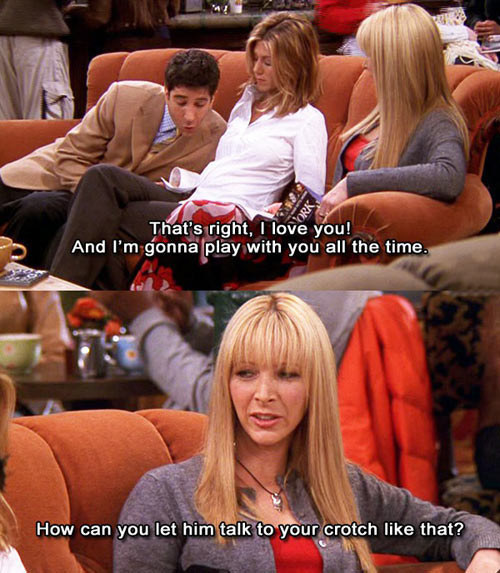 That's right, I love you!
And I'm gonna play with you all the time.
YORK
How can you let him talk to your crotch like that?